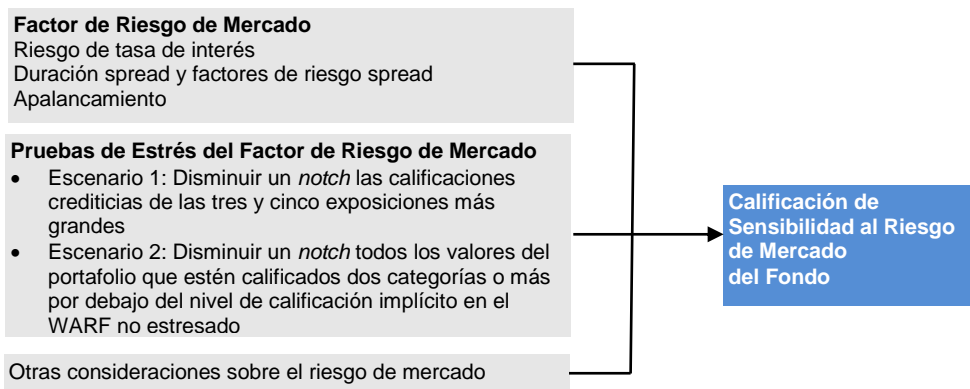 Factor de Riesgo de Mercado
Riesgo de tasa de interés
Duración spread y factores de riesgo spread
Apalancamiento
Pruebas de Estrés del Factor de Riesgo de Mercado
• Escenario 1: Disminuir un notch las calificaciones
crediticias de las tres y cinco exposiciones más
grandes
• Escenario 2: Disminuir un notch todos los valores del
portafolio que estén calificados dos categorías o más
por debajo del nivel de calificación implícito en el
WARF no estresado
Otras consideraciones sobre el riesgo de mercado
Calificación de
Sensibilidad al Riesgo
de Mercado
del Fondo